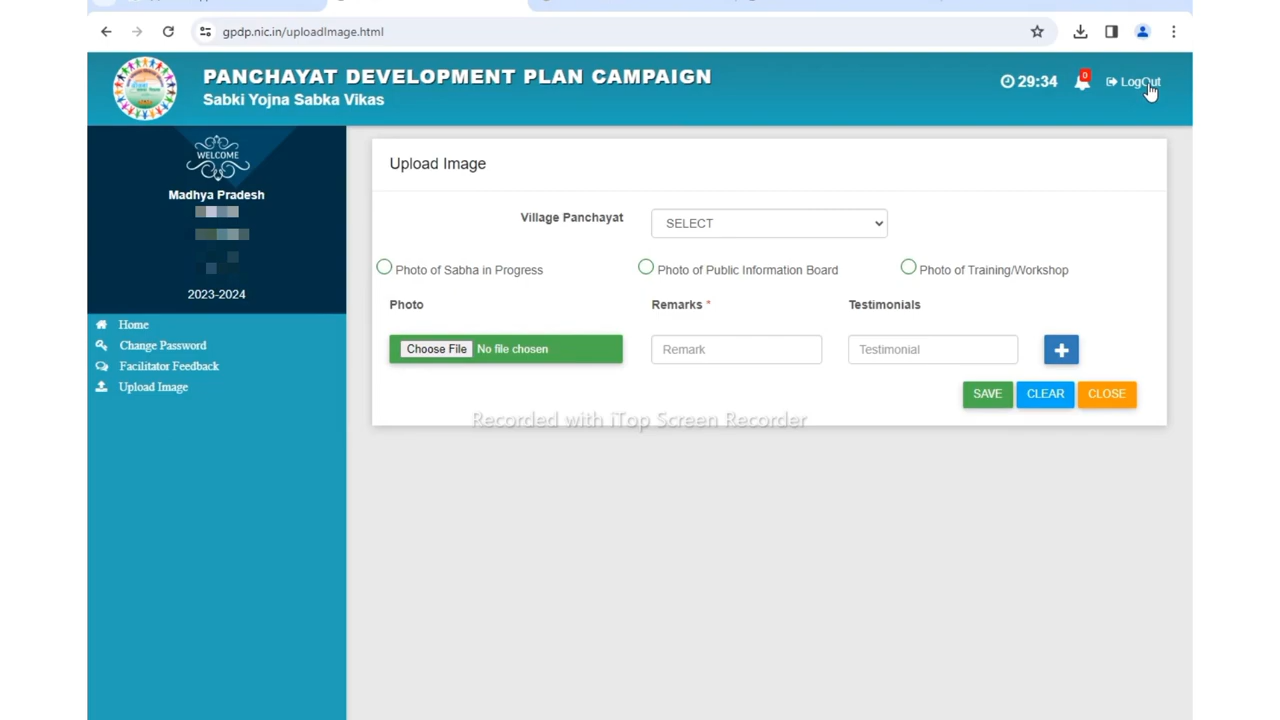 gpdp.nic.in/uploadImage.html
PANCHAYAT DEVELOPMENT PLAN CAMPAIGN
Sabki Yojna Sabka Vikas
29:34
0
LogOut
WELCOME
Madhya Pradesh
2023-2024
Home
Change Password
Facilitator Feedback
Upload Image
Upload Image
Village Panchayat
SELECT
Photo of Sabha in Progress
Photo of Public Information Board
Photo of Training/Workshop
Photo
Remarks *
Testimonials
Choose File No file chosen
Remark
Testimonial
SAVE
CLEAR
CLOSE
Recorded with iTop Screen Recorder